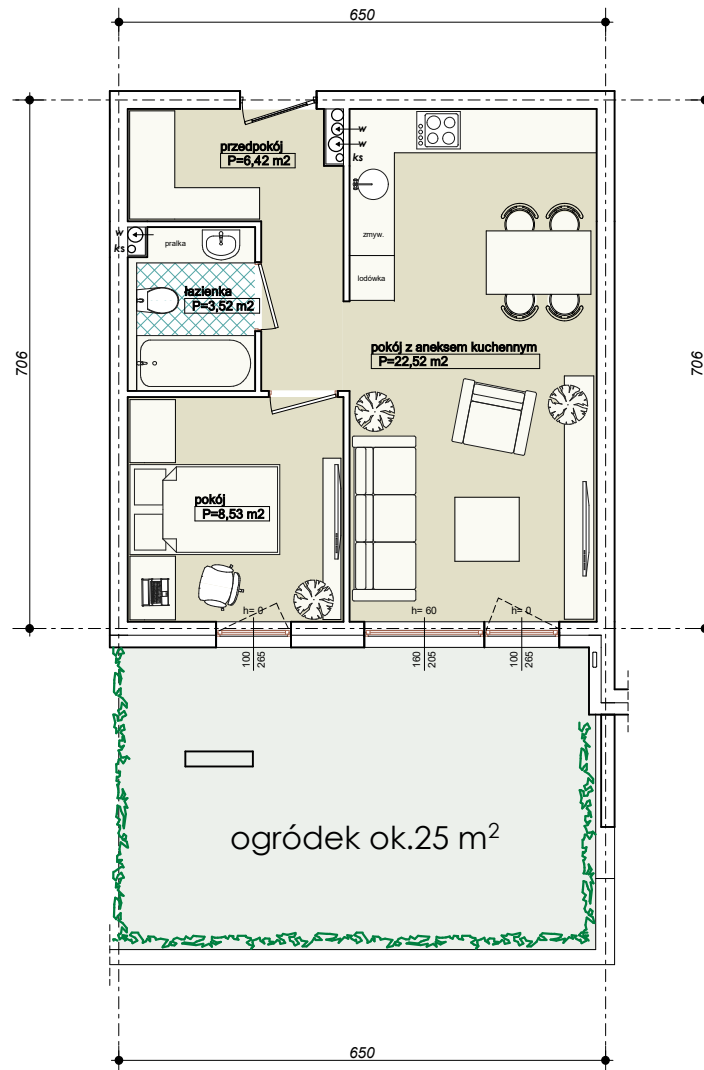 650
przedpokój
P=6,42 m2
w
w
ks
w
ks
pralka
zmyw.
lodówka
łazienka
P=3,52 m2
706
706
pokój z aneksem kuchennym
P=22,52 m2
pokój
P=8,53 m2
h= 0
h= 60
h= 0
100
265
160
205
100
265
ogródek ok.25 m²
650